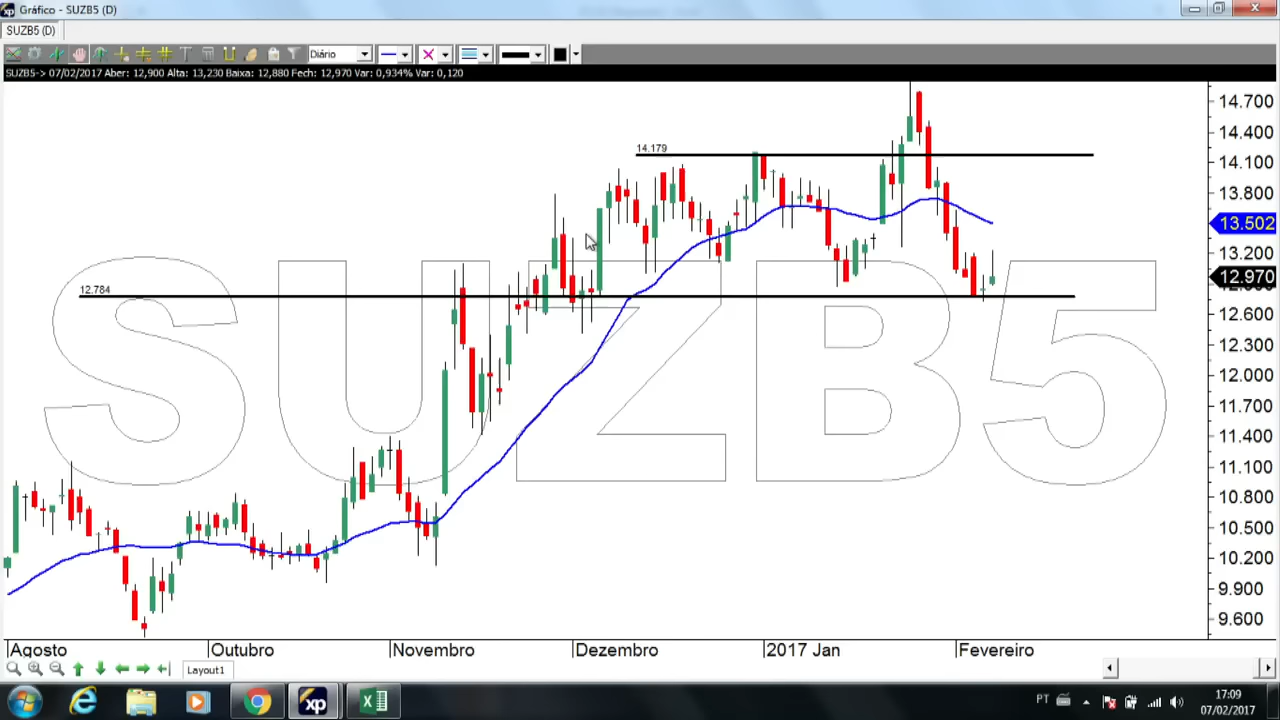 Gráfico - SUZB5 (D)
SUZB5 (D)
Diário
SUZB5-> 07/02/2017 Aber: 12,900 Alta: 13,230 Baixa: 12,880 Fech: 12,970 Var: 0,934% Var: 0,120
14.700
14.400
14.179
14.100
13.800
13.502
13.200
12.970
12.784
12.600
12.300
12.000
11.700
11.400
11.100
10.800
10.500
10.200
9.900
9.600
SUZB5
Agosto Outubro Novembro Dezembro 2017 Jan Fevereiro
Layout1
xp
PT
17:09
07/02/2017